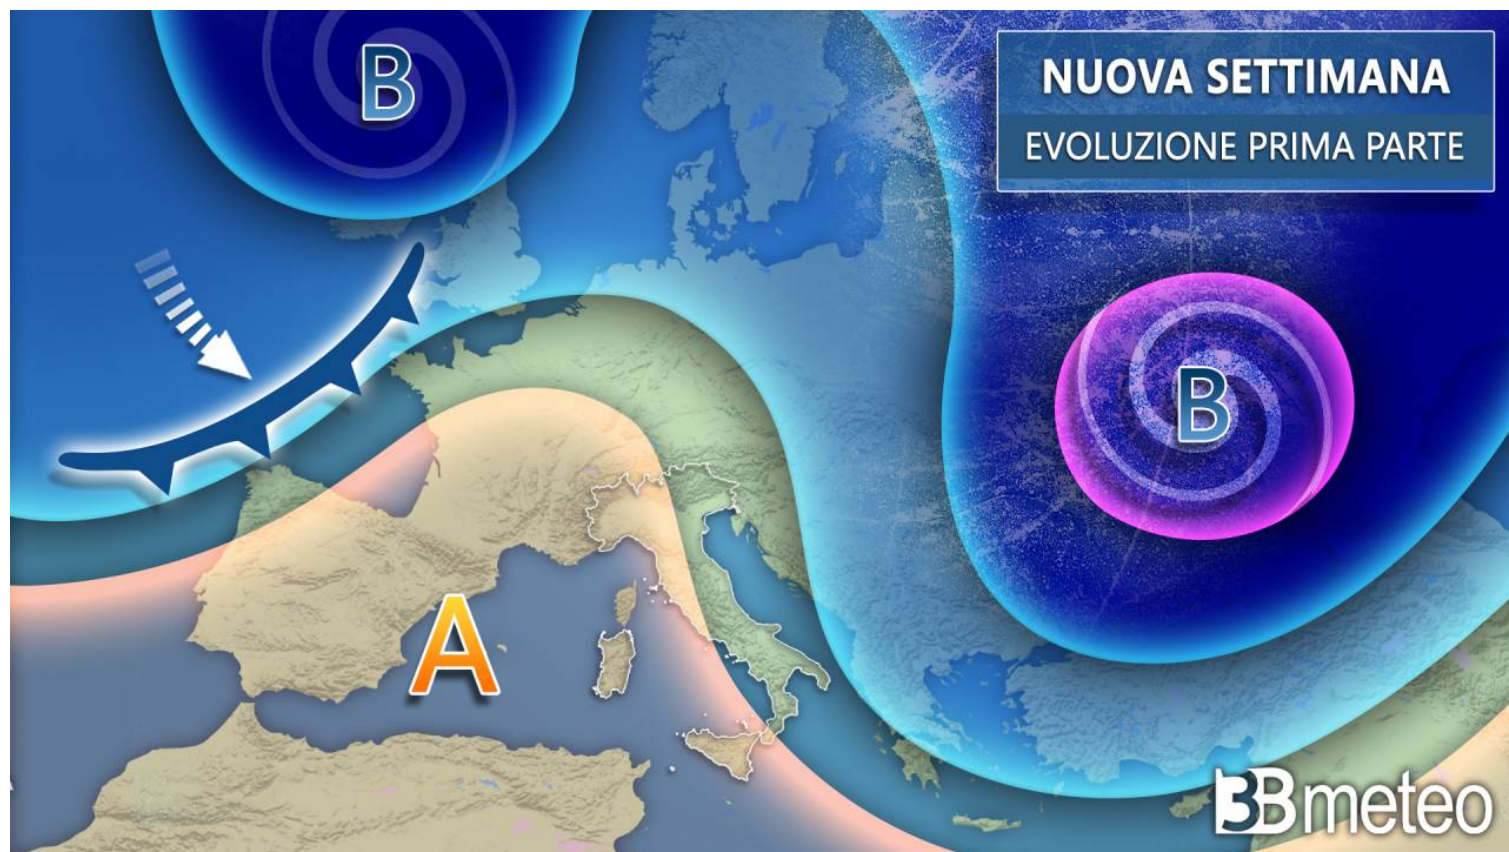 B
NUOVA SETTIMANA
EVOLUZIONE PRIMA PARTE
B
A
3Bmeteo